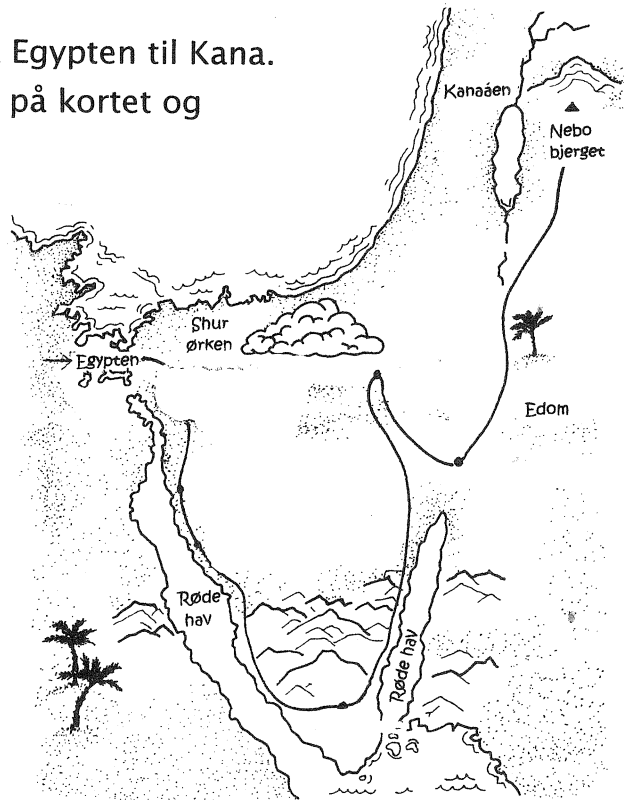 Egypten til Kana.
på kortet og
Kanaáen
Nebo
bjerget
Shur
ørken
Egypten
Edom
Røde
hav
Røde hav